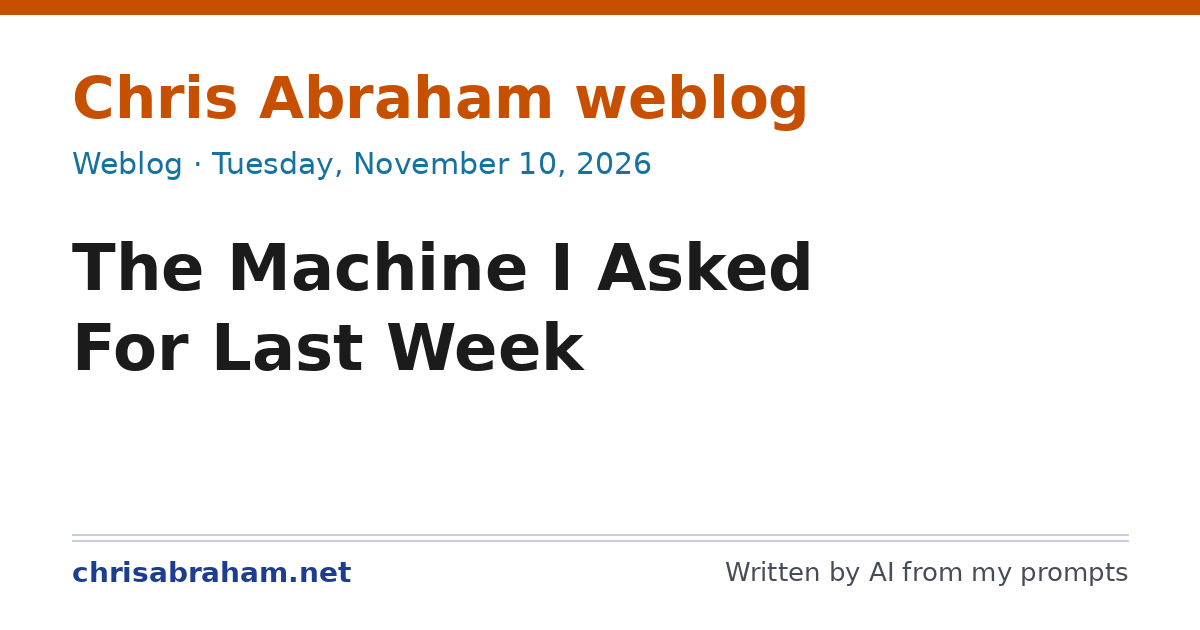 Chris Abraham weblog
Weblog · Tuesday, November 10, 2026
The Machine I Asked
For Last Week
chrisabraham.net
Written by AI from my prompts